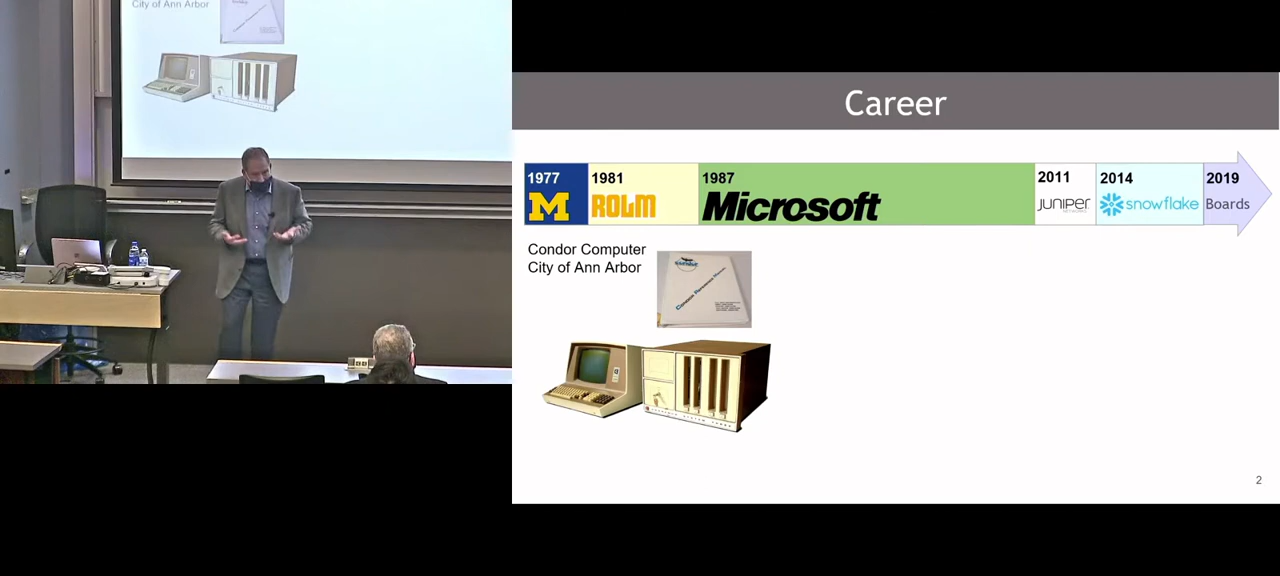 City of Ann Arbor
Career
1977
1981
1987
2011
2014
2019
M
ROLM
Microsoft
JUNIPER
NETWORKS
snowflake
Boards
Condor Computer
City of Ann Arbor
2